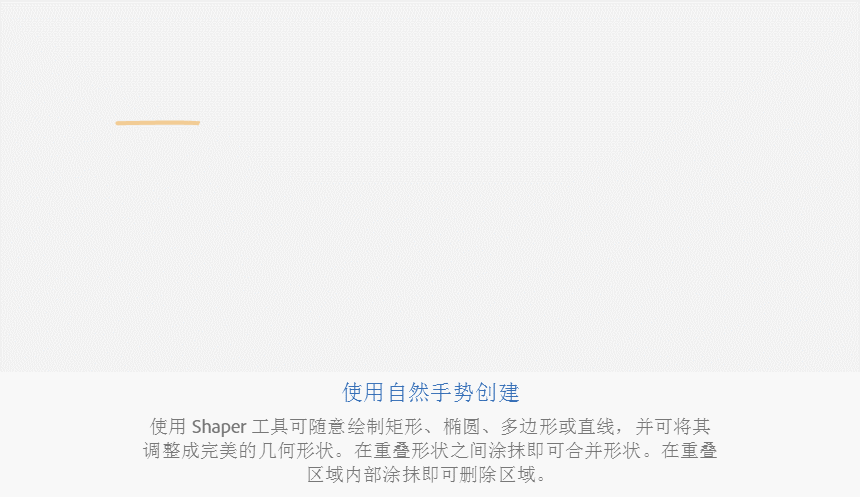 使用自然手势创建
使用 Shaper 工具可随意绘制矩形、椭圆、多边形或直线，并可将其
调整成完美的几何形状。在重叠形状之间涂抹即可合并形状。在重叠
区域内部涂抹即可删除区域。